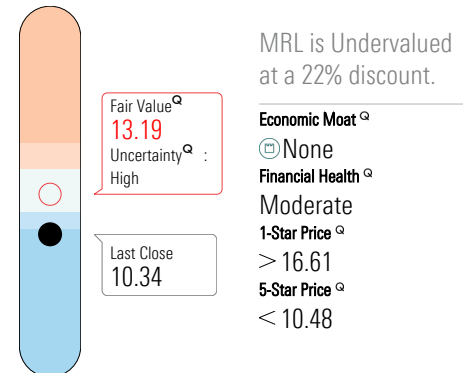 Fair Value Q
13.19
Uncertainty Q :
High
Last Close
10.34
MRL is Undervalued
at a 22% discount.
Economic Moat Q
None
Financial Health Q
Moderate
1-Star Price Q
> 16.61
5-Star Price Q
< 10.48